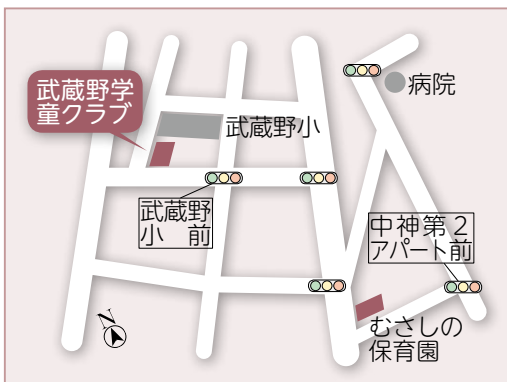 武蔵野学
童クラブ
武蔵野小
病院
武蔵野
小 前
中神第2
アパート前
むさしの
保育園
N